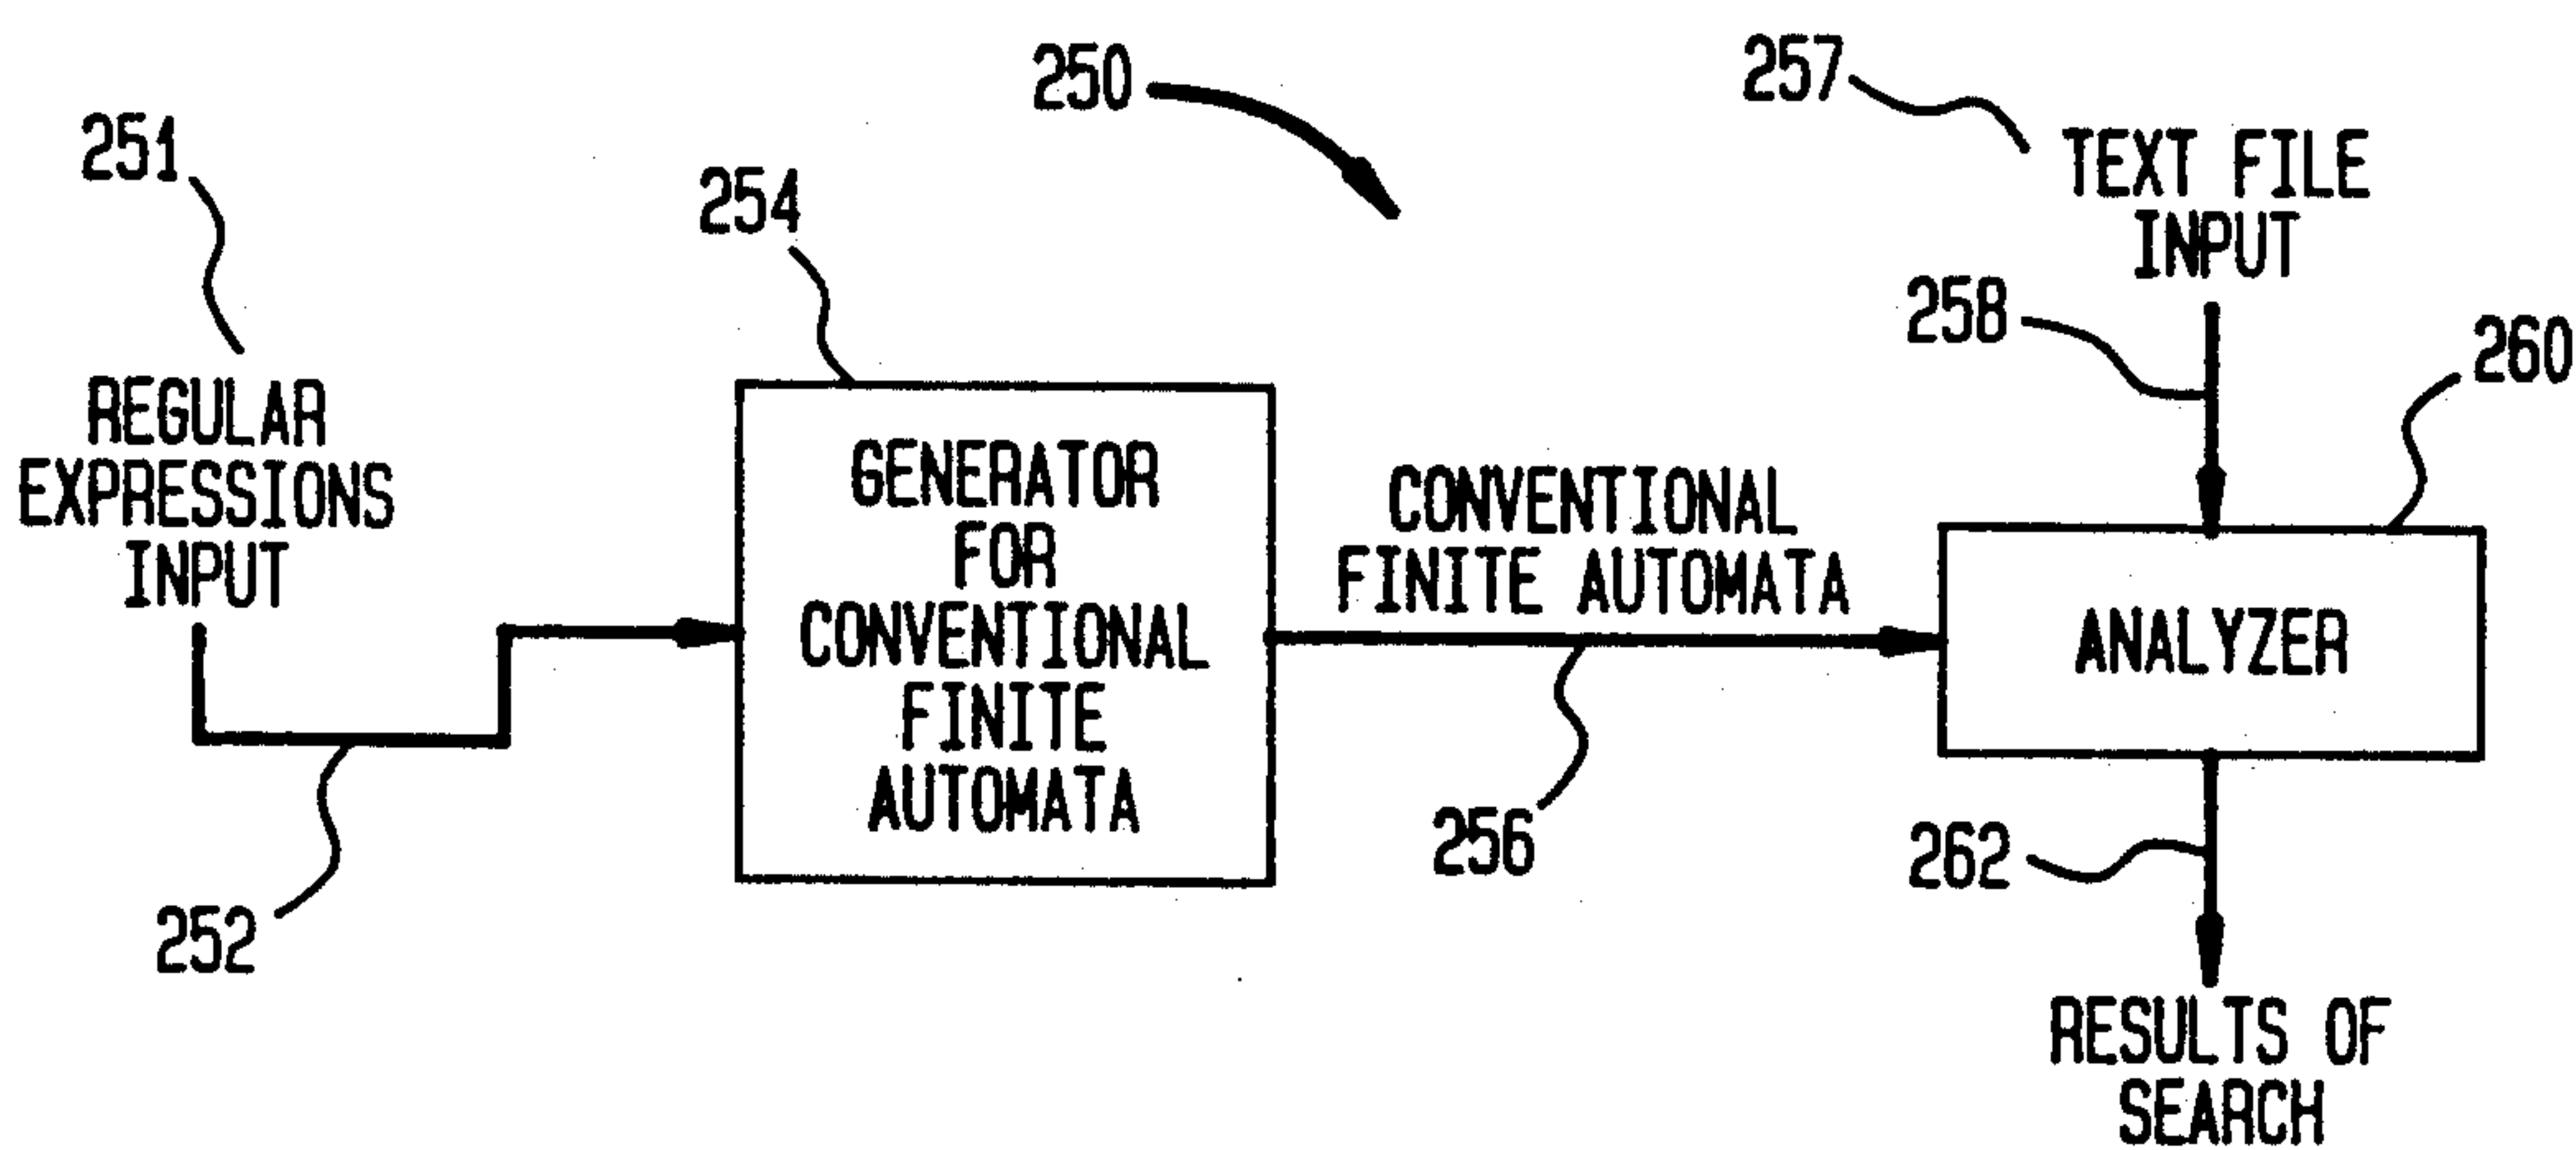 250
257
251
TEXT FILE
INPUT
254
258
260
REGULAR
EXPRESSIONS
INPUT
GENERATOR
FOR
CONVENTIONAL
FINITE
AUTOMATA
CONVENTIONAL
FINITE AUTOMATA
ANALYZER
256
262
252
RESULTS OF
SEARCH